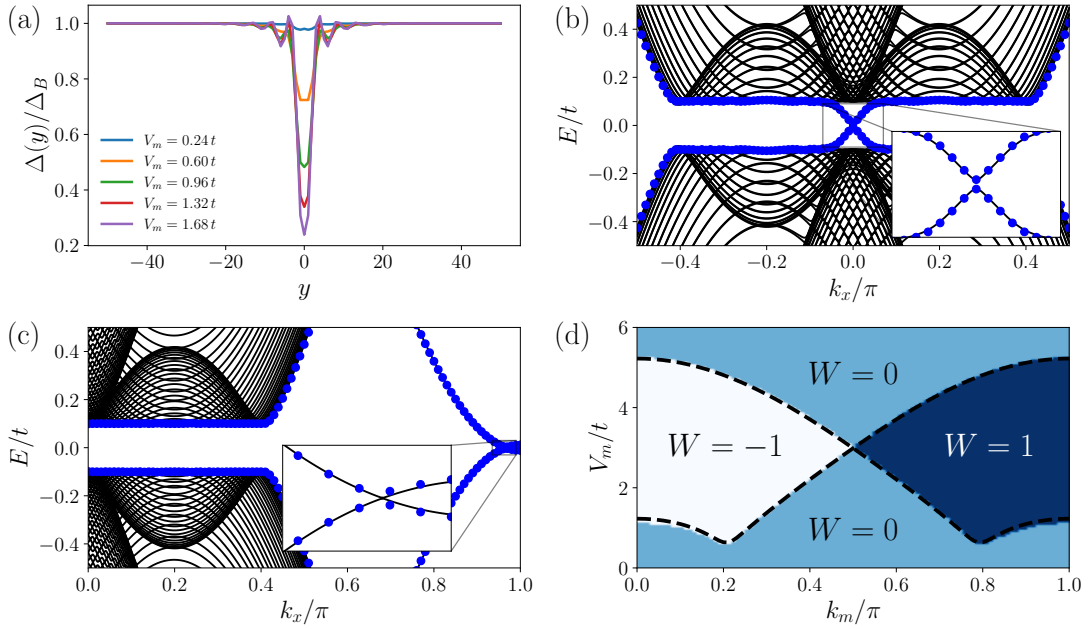 (a)
Δ(y)/Δ_B
1.0
0.8
0.6
0.4
0.2
V_m = 0.24 t
V_m = 0.60 t
V_m = 0.96 t
V_m = 1.32 t
V_m = 1.68 t
−40 −20 0 20 40
y
(b)
E/t
0.4
0.2
0.0
−0.2
−0.4
−0.4 −0.2 0.0 0.2 0.4
k_x/π
(c)
E/t
0.4
0.2
0.0
−0.2
−0.4
0.0 0.2 0.4 0.6 0.8 1.0
k_x/π
(d)
V_m/t
6
4
2
0
W = 0
W = −1
W = 1
W = 0
0.0 0.2 0.4 0.6 0.8 1.0
k_m/π